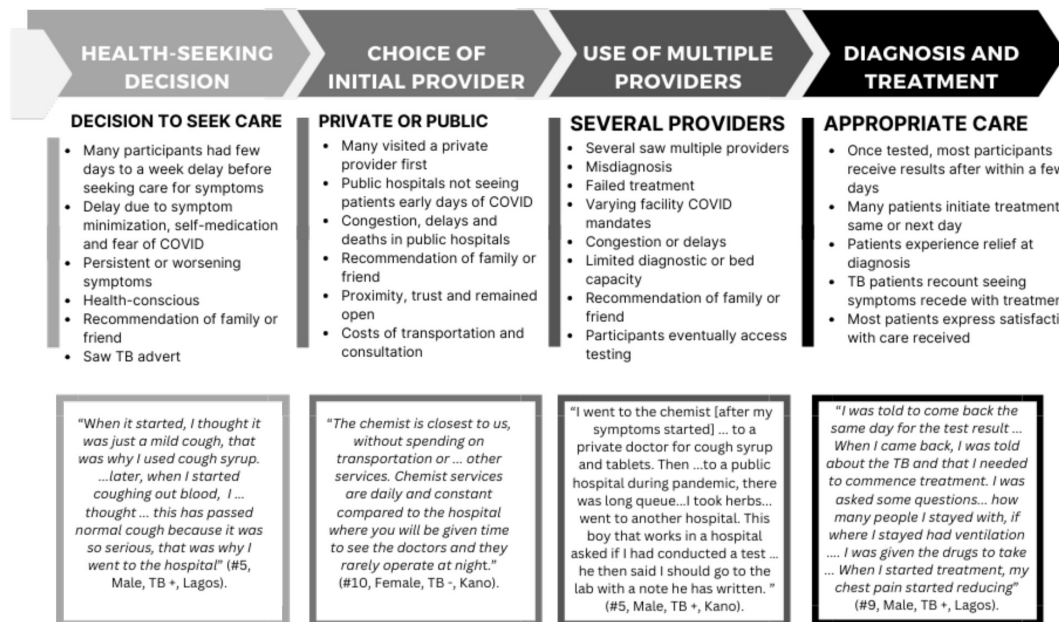 HEALTH-SEEKING
DECISION
CHOICE OF
INITIAL PROVIDER
USE OF MULTIPLE
PROVIDERS
DIAGNOSIS AND
TREATMENT
DECISION TO SEEK CARE
• Many participants had few
days to a week delay before
seeking care for symptoms
• Delay due to symptom
minimization, self-medication
and fear of COVID
• Persistent or worsening
symptoms
• Health-conscious
• Recommendation of family or
friend
• Saw TB advert
PRIVATE OR PUBLIC
• Many visited a private
provider first
• Public hospitals not seeing
patients early days of COVID
• Congestion, delays and
deaths in public hospitals
• Recommendation of family or
friend
• Proximity, trust and remained
open
• Costs of transportation and
consultation
SEVERAL PROVIDERS
• Several saw multiple providers
• Misdiagnosis
• Failed treatment
• Varying facility COVID
mandates
• Congestion or delays
• Limited diagnostic or bed
capacity
• Recommendation of family or
friend
• Participants eventually access
testing
APPROPRIATE CARE
• Once tested, most participants
receive results after within a few
days
• Many patients initiate treatment
same or next day
• Patients experience relief at
diagnosis
• TB patients recount seeing
symptoms recede with treatmen
• Most patients express satisfacti
with care received
“When it started, I thought it
was just a mild cough, that
was why I used cough syrup.
...later, when I started
coughing out blood, I ...
thought ... this has passed
normal cough because it was
so serious, that was why I
went to the hospital” (#5,
Male, TB +, Lagos).
“The chemist is closest to us,
without spending on
transportation or ... other
services. Chemist services
are daily and constant
compared to the hospital
where you will be given time
to see the doctors and they
rarely operate at night.”
(#10, Female, TB -, Kano).
“I went to the chemist [after my
symptoms started] ... to a
private doctor for cough syrup
and tablets. Then ...to a public
hospital during pandemic, there
was long queue...I took herbs...
went to another hospital. This
boy that works in a hospital
asked if I had conducted a test ...
he then said I should go to the
lab with a note he has written. ”
(#5, Male, TB +, Kano).
“I was told to come back the
same day for the test result ...
When I came back, I was told
about the TB and that I needed
to commence treatment. I was
asked some questions... how
many people I stayed with, if
where I stayed had ventilation
.... I was given the drugs to take
... When I started treatment, my
chest pain started reducing”
(#9, Male, TB +, Lagos).